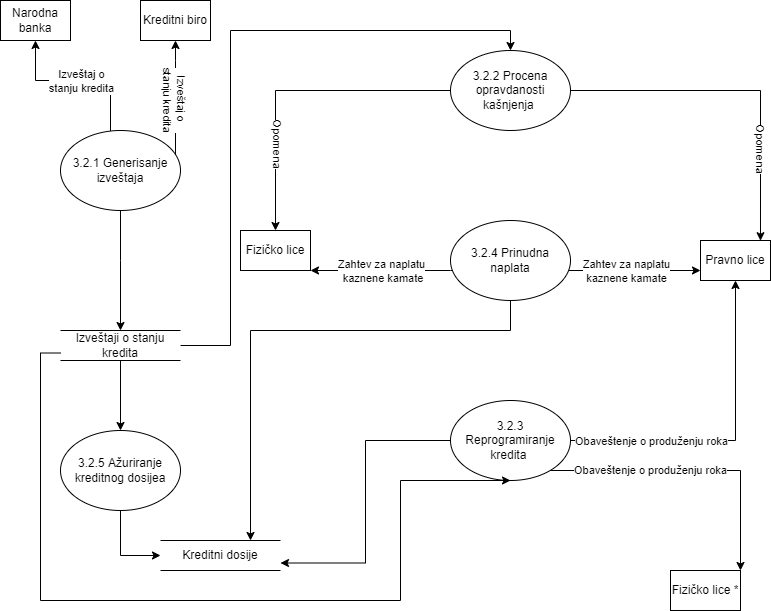 Narodna
banka
Kreditni biro
Izveštaj o
stanju kredita
Izveštaj o
stanju kredita
3.2.2 Procena
opravdanosti
kašnjenja
Opomena
Opomena
3.2.1 Generisanje
izveštaja
Fizičko lice
Zahtev za naplatu
kaznene kamate
3.2.4 Prinudna
naplata
Zahtev za naplatu
kaznene kamate
Pravno lice
Izveštaji o stanju
kredita
3.2.3
Reprogramiranje
kredita
Obaveštenje o produženju roka
Obaveštenje o produženju roka
3.2.5 Ažuriranje
kreditnog dosijea
Kreditni dosije
Fizičko lice *